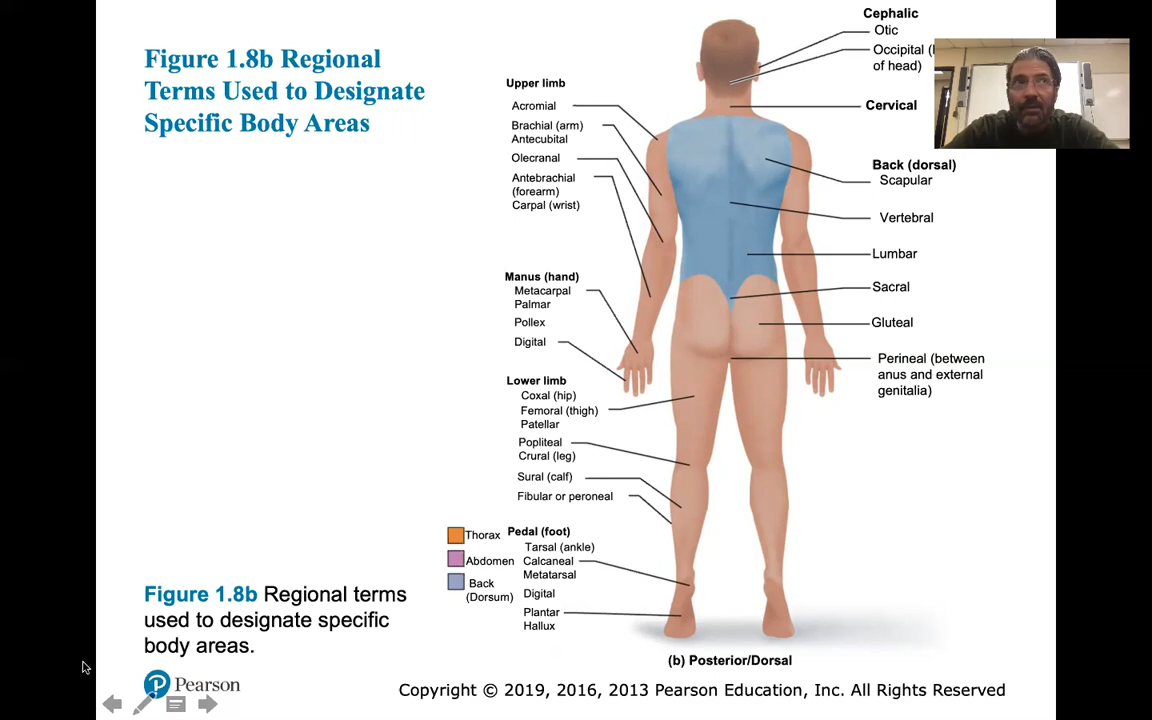 Figure 1.8b Regional
Terms Used to Designate
Specific Body Areas
Upper limb
Acromial
Brachial (arm)
Antecubital
Olecranal
Antebrachial
(forearm)
Carpal (wrist)
Manus (hand)
Metacarpal
Palmar
Pollex
Digital
Lower limb
Coxal (hip)
Femoral (thigh)
Patellar
Popliteal
Crural (leg)
Sural (calf)
Fibular or peroneal
Pedal (foot)
Tarsal (ankle)
Calcaneal
Metatarsal
Digital
Plantar
Hallux
Thorax
Abdomen
Back
(Dorsum)
Cephalic
Otic
Occipital
of head)
Cervical
Back (dorsal)
Scapular
Vertebral
Lumbar
Sacral
Gluteal
Perineal (between
anus and external
genitalia)
(b) Posterior/Dorsal
Figure 1.8b Regional terms
used to designate specific
body areas.
P Pearson
Copyright © 2019, 2016, 2013 Pearson Education, Inc. All Rights Reserved